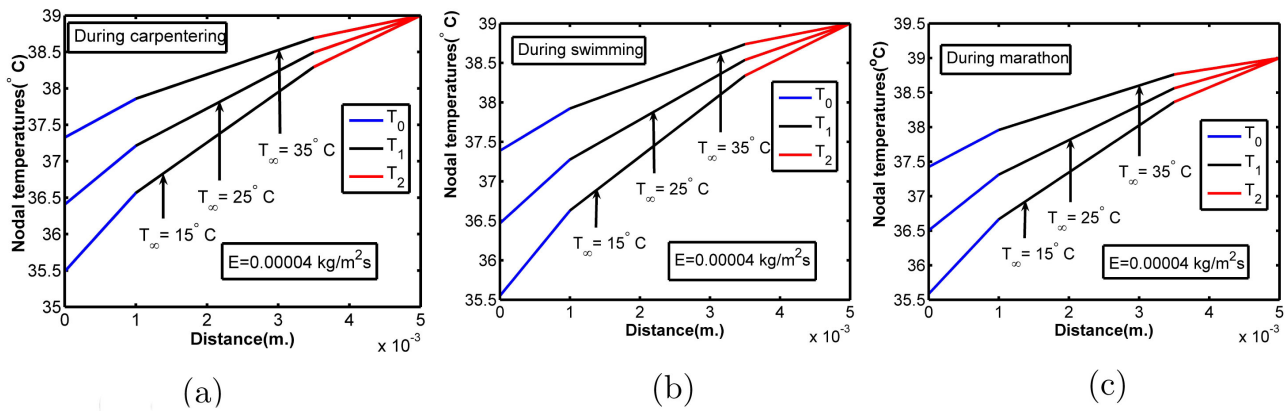 During carpentering
Nodal temperatures(° C)
39
38.5
38
37.5
37
36.5
36
35.5
35
T₀
T₁
T₂
T∞= 35° C
T∞= 25° C
T∞= 15° C
E=0.00004 kg/m²s
0 1 2 3 4 5
Distance(m.)
x 10⁻³
(a)
During swimming
Nodal temperatures(° C)
39
38.5
38
37.5
37
36.5
36
35.5
T₀
T₁
T₂
T∞= 35° C
T∞= 25° C
T∞= 15° C
E=0.00004 kg/m²s
0 1 2 3 4 5
Distance(m.)
x 10⁻³
(b)
During marathon
Nodal temperatures(°C)
39.5
39
38.5
38
37.5
37
36.5
36
35.5
T₀
T₁
T₂
T∞= 35° C
T∞= 25° C
T∞= 15° C
E=0.00004 kg/m²s
0 1 2 3 4 5
Distance(m.)
x 10⁻³
(c)